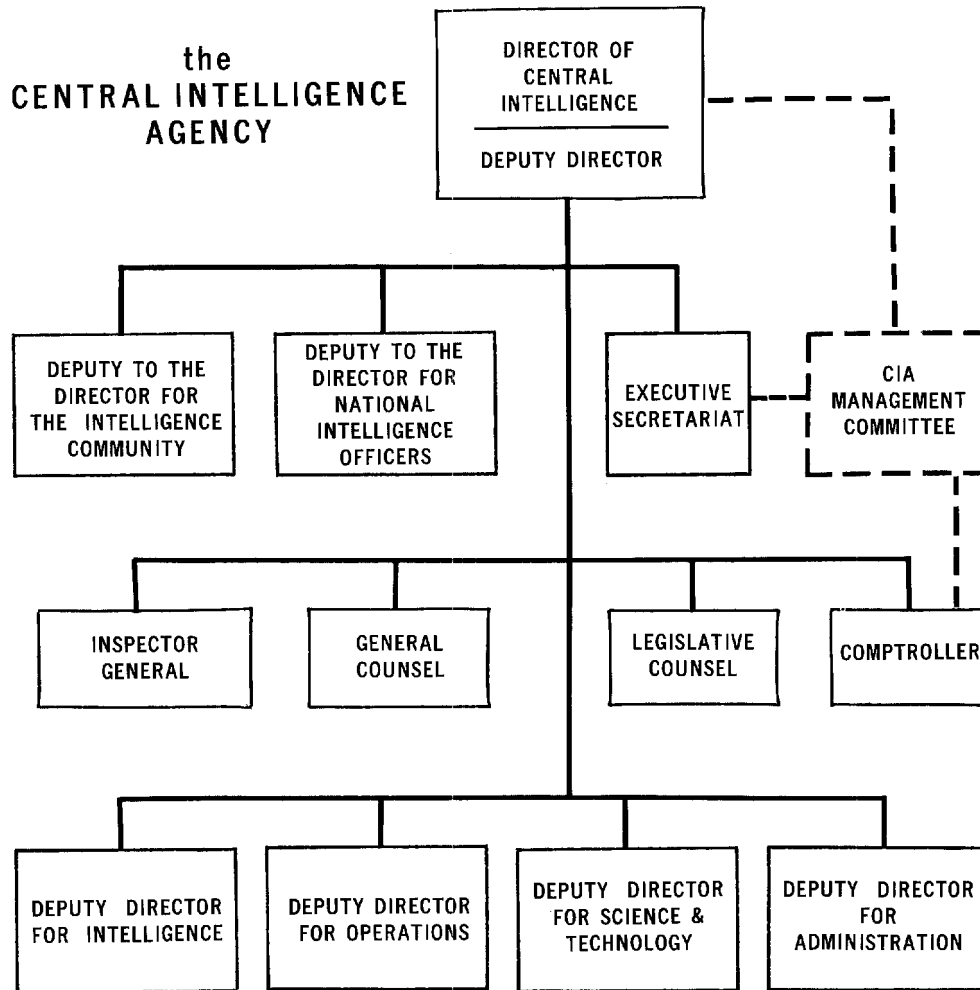 the
CENTRAL INTELLIGENCE
AGENCY
DIRECTOR OF
CENTRAL
INTELLIGENCE
DEPUTY DIRECTOR
DEPUTY TO THE
DIRECTOR FOR
THE INTELLIGENCE
COMMUNITY
DEPUTY TO THE
DIRECTOR FOR
NATIONAL
INTELLIGENCE
OFFICERS
EXECUTIVE
SECRETARIAT
CIA
MANAGEMENT
COMMITTEE
INSPECTOR
GENERAL
GENERAL
COUNSEL
LEGISLATIVE
COUNSEL
COMPTROLLER
DEPUTY DIRECTOR
FOR INTELLIGENCE
DEPUTY DIRECTOR
FOR OPERATIONS
DEPUTY DIRECTOR
FOR SCIENCE &
TECHNOLOGY
DEPUTY DIRECTOR
FOR
ADMINISTRATION